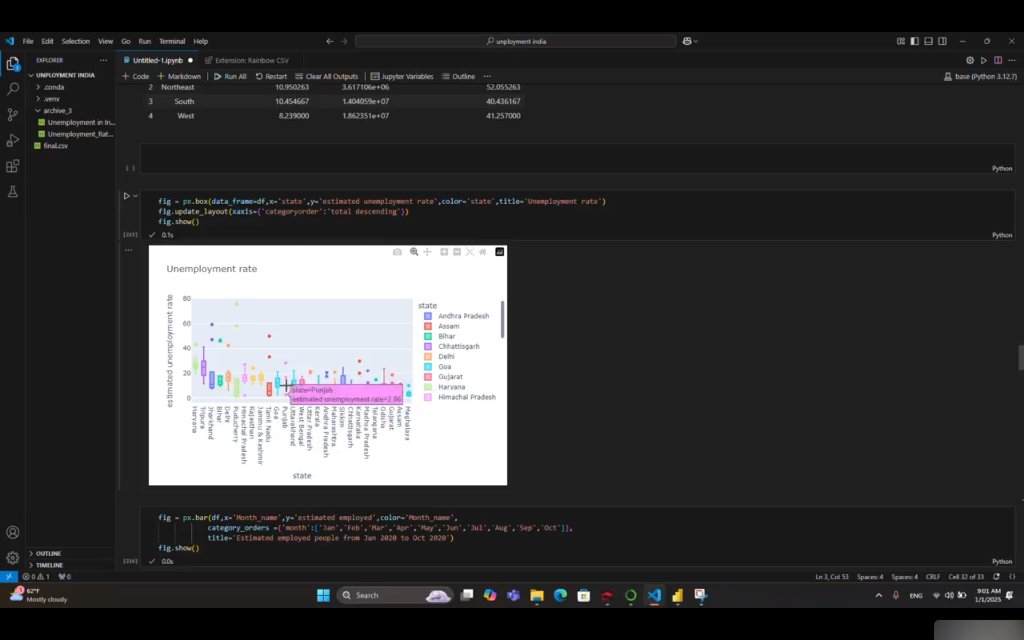 File Edit Selection View Go Run Terminal Help
unployment india
EXPLORER
Untitled-1.ipynb
Extension: Rainbow CSV
UNPLOYMENT INDIA
.conda
.venv
archive_3
Unemployment in In...
Unemployment_Rat...
final.csv
Code Markdown Run All Restart Clear All Outputs Jupyter Variables Outline
base (Python 3.12.7)
2 Northeast 10.950263 3.617106e+06 52.055263
3 South 10.454667 1.404059e+07 40.436167
4 West 8.239000 1.862351e+07 41.257000
[ ]
Python
fig = px.box(data_frame=df,x='state',y='estimated unemployment rate',color='state',title='Unemployment rate')
fig.update_layout(xaxis={'categoryorder':'total descending'})
fig.show()
[215] 0.1s
Python
Unemployment rate
estimated unemployment rate
80
60
40
20
0
state=Punjab
estimated unemployment rate=2.86
Haryana
Tripura
Jharkhand
Bihar
Delhi
Puducherry
Himachal Pradesh
Rajasthan
Jammu & Kashmir
Tamil Nadu
Goa
Punjab
Uttarakhand
West Bengal
Uttar Pradesh
Kerala
Andhra Pradesh
Maharashtra
Sikkim
Chhattisgarh
Karnataka
Madhya Pradesh
Telangana
Odisha
Gujarat
Assam
Meghalaya
state
state
Andhra Pradesh
Assam
Bihar
Chhattisgarh
Delhi
Goa
Gujarat
Haryana
Himachal Pradesh
fig = px.bar(df,x='Month_name',y='estimated employed',color='Month_name',
category_orders ={'month':['Jan','Feb','Mar','Apr','May','Jun','Jul','Aug','Sep','Oct']},
title='Estimated employed people from Jan 2020 to Oct 2020')
fig.show()
[216] 0.0s
Python
OUTLINE
TIMELINE
0 1 0
Ln 3, Col 53 Spaces: 4 Spaces: 4 CRLF Cell 32 of 33
62°F
Mostly cloudy
Search
ENG
9:01 AM
1/1/2025